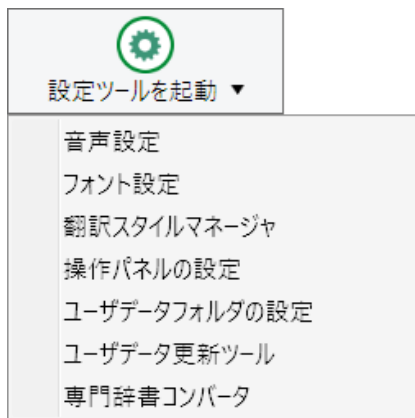 設定ツールを起動 ▼
音声設定
フォント設定
翻訳スタイルマネージャ
操作パネルの設定
ユーザデータフォルダの設定
ユーザデータ更新ツール
専門辞書コンバータ